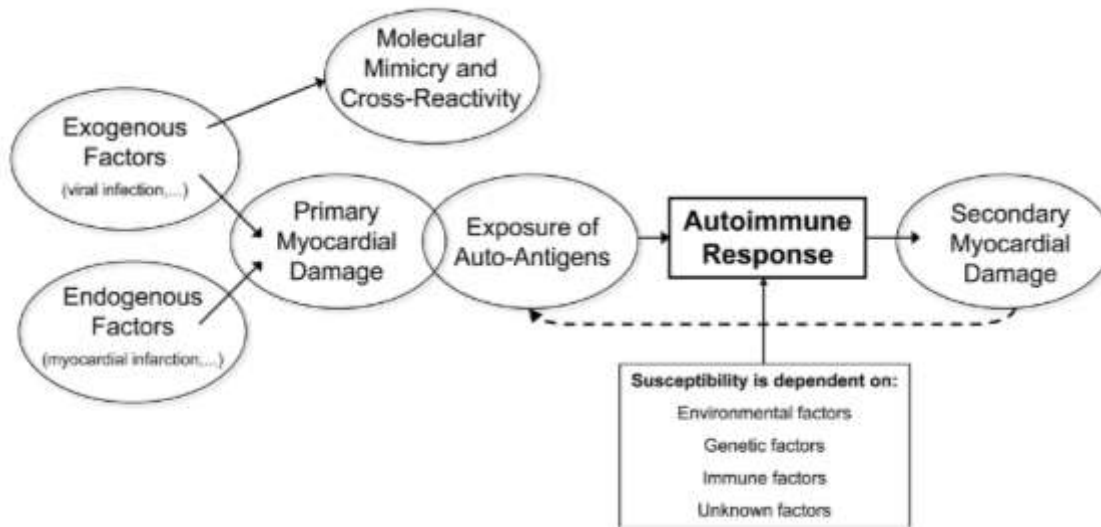 Molecular
Mimicry and
Cross-Reactivity
Exogenous
Factors
(viral infection,...)
Primary
Myocardial
Damage
Exposure of
Auto-Antigens
Autoimmune
Response
Secondary
Myocardial
Damage
Endogenous
Factors
(myocardial infarction,...)
Susceptibility is dependent on:
Environmental factors
Genetic factors
Immune factors
Unknown factors